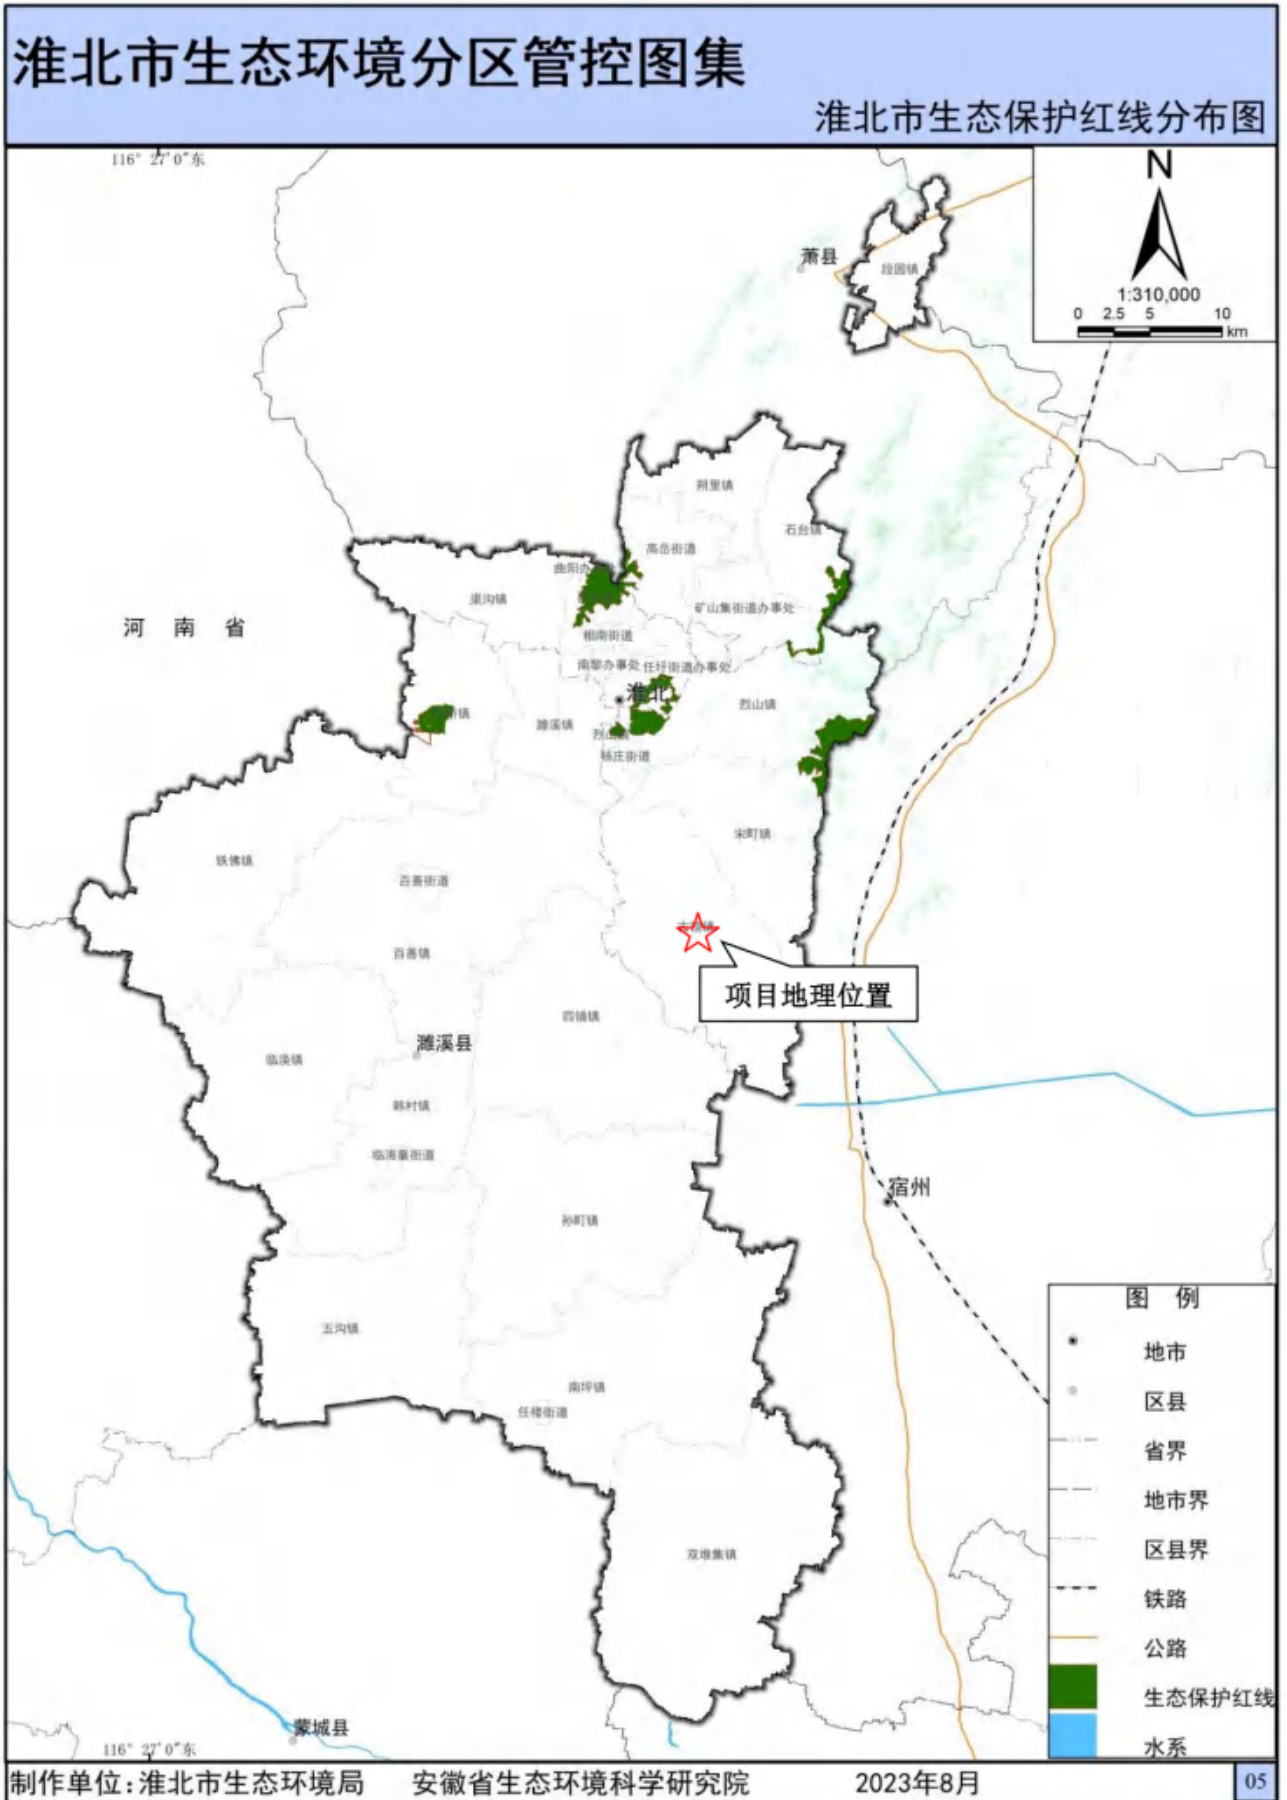 淮北市生态环境分区管控图集
淮北市生态保护红线分布图
116° 27′0″东
N
1:310,000
0 2.5 5 10
km
萧县
段园镇
朔里镇
石台镇
高岳街道
曲阳办
渠沟镇
矿山集街道办事处
河南省
相南街道
南黎办事处
任圩街道办事处
淮北
烈山镇
镇
濉溪镇
烈山镇
杨庄街道
宋町镇
铁佛镇
百善街道
百善镇
项目地理位置
四铺镇
濉溪县
临涣镇
韩村镇
临海童街道
宿州
孙町镇
五沟镇
南坪镇
任楼街道
双堆集镇
蒙城县
图例
地市
区县
省界
地市界
区县界
铁路
公路
生态保护红线
水系
116° 27′0″东
制作单位:淮北市生态环境局 安徽省生态环境科学研究院 2023年8月 05